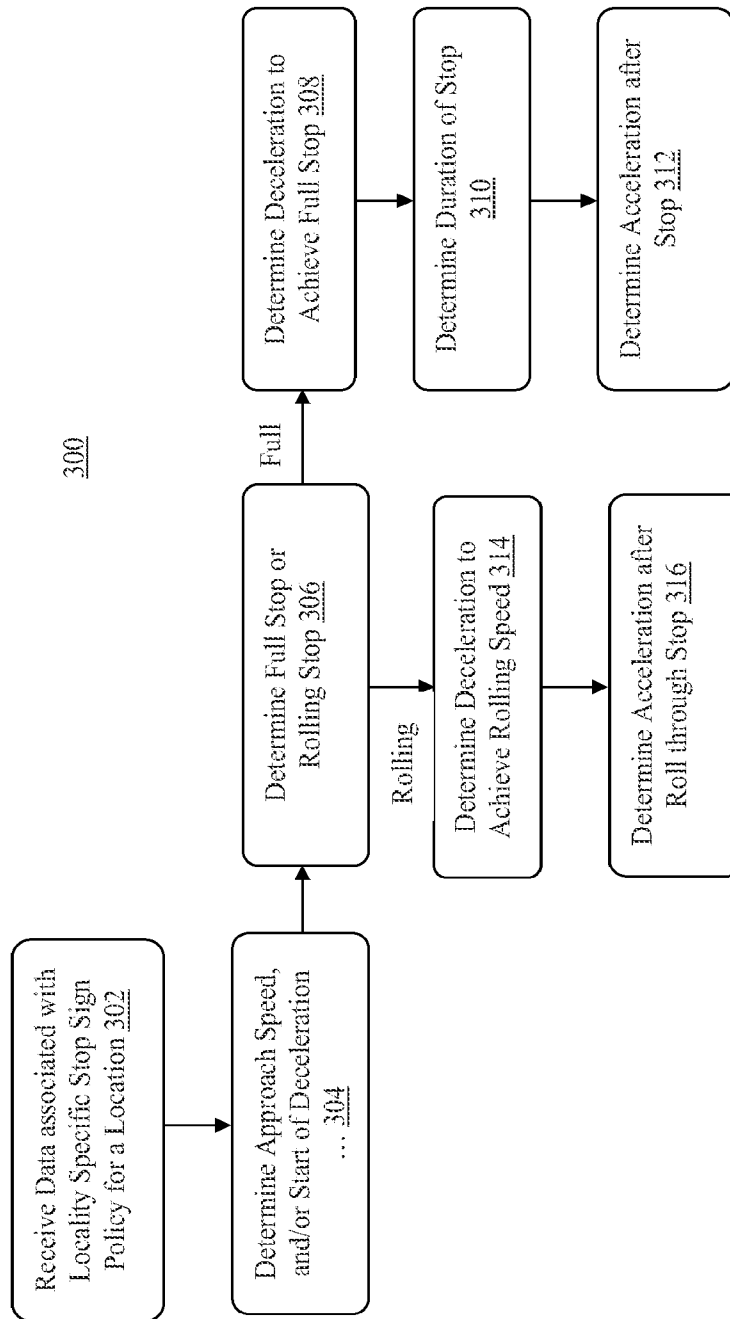 300
Receive Data associated with
Locality Specific Stop Sign
Policy for a Location 302
Determine Approach Speed,
and/or Start of Deceleration
… 304
Determine Full Stop or
Rolling Stop 306
Full
Determine Deceleration to
Achieve Full Stop 308
Determine Duration of Stop
310
Determine Acceleration after
Stop 312
Rolling
Determine Deceleration to
Achieve Rolling Speed 314
Determine Acceleration after
Roll through Stop 316